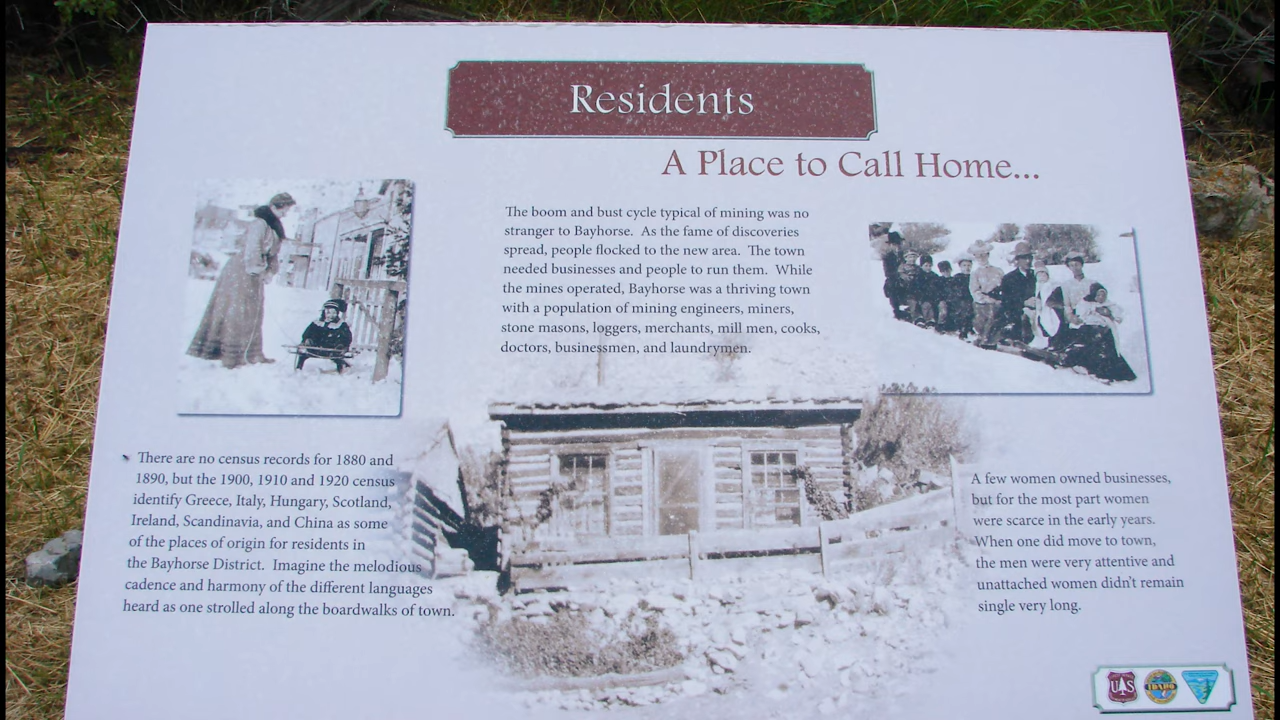 Residents
A Place to Call Home...
The boom and bust cycle typical of mining was no
stranger to Bayhorse.  As the fame of discoveries
spread, people flocked to the new area.  The town
needed businesses and people to run them.  While
the mines operated, Bayhorse was a thriving town
with a population of mining engineers, miners,
stone masons, loggers, merchants, mill men, cooks,
doctors, businessmen, and laundrymen.
There are no census records for 1880 and
1890, but the 1900, 1910 and 1920 census
identify Greece, Italy, Hungary, Scotland,
Ireland, Scandinavia, and China as some
of the places of origin for residents in
the Bayhorse District.  Imagine the melodious
cadence and harmony of the different languages
heard as one strolled along the boardwalks of town.
A few women owned businesses,
but for the most part women
were scarce in the early years.
When one did move to town,
the men were very attentive and
unattached women didn't remain
single very long.
UAS
IDAHO